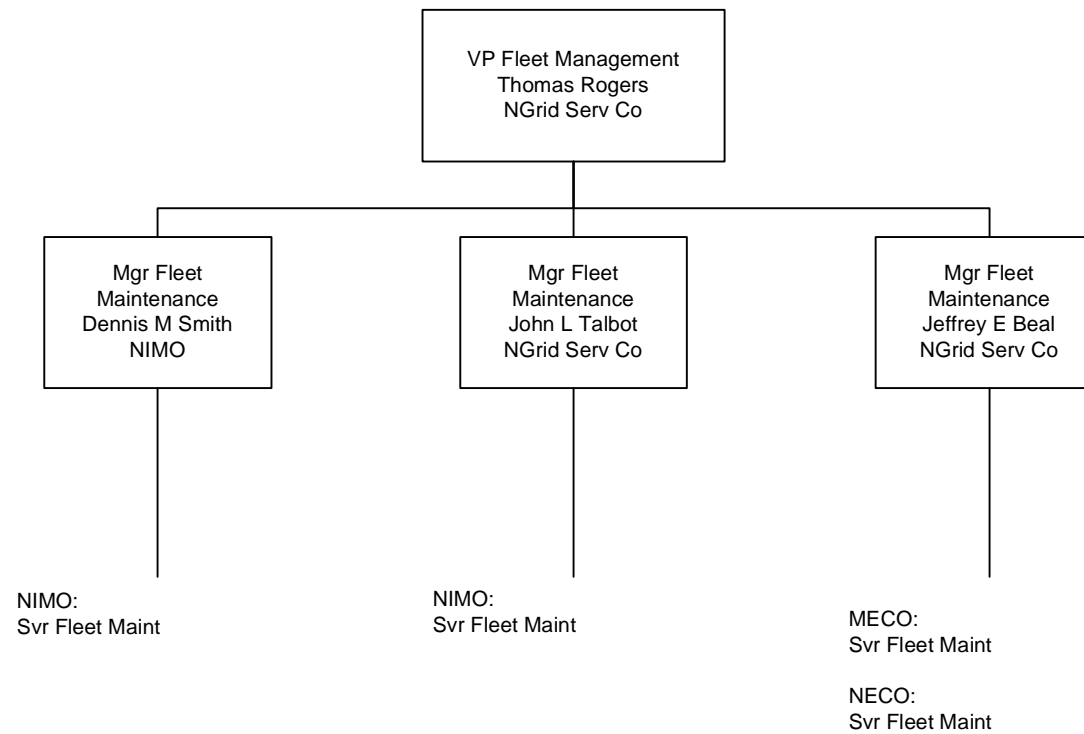 VP Fleet Management
Thomas Rogers
NGrid Serv Co
Mgr Fleet
Maintenance
Dennis M Smith
NIMO
Mgr Fleet
Maintenance
John L Talbot
NGrid Serv Co
Mgr Fleet
Maintenance
Jeffrey E Beal
NGrid Serv Co
NIMO:
Svr Fleet Maint
NIMO:
Svr Fleet Maint
MECO:
Svr Fleet Maint
NECO:
Svr Fleet Maint